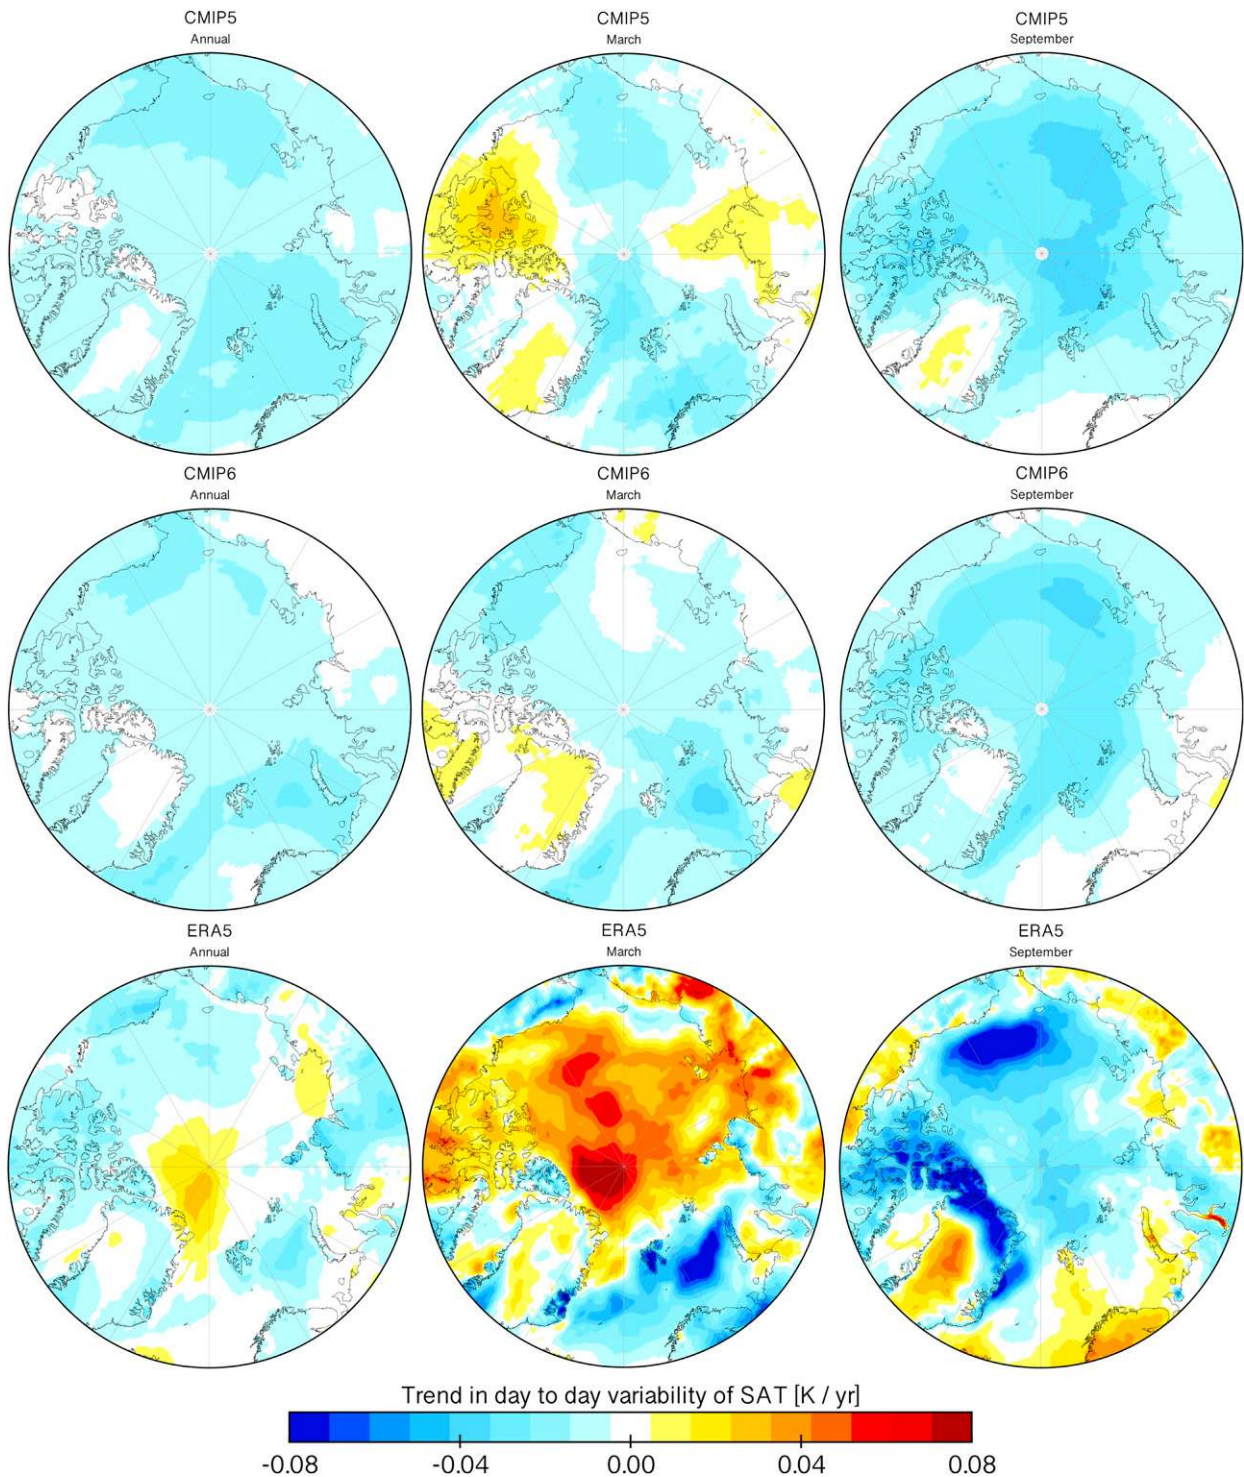 CMIP5
Annual
CMIP5
March
CMIP5
September
CMIP6
Annual
CMIP6
March
CMIP6
September
ERA5
Annual
ERA5
March
ERA5
September
Trend in day to day variability of SAT [K / yr]
-0.08 -0.04 0.00 0.04 0.08